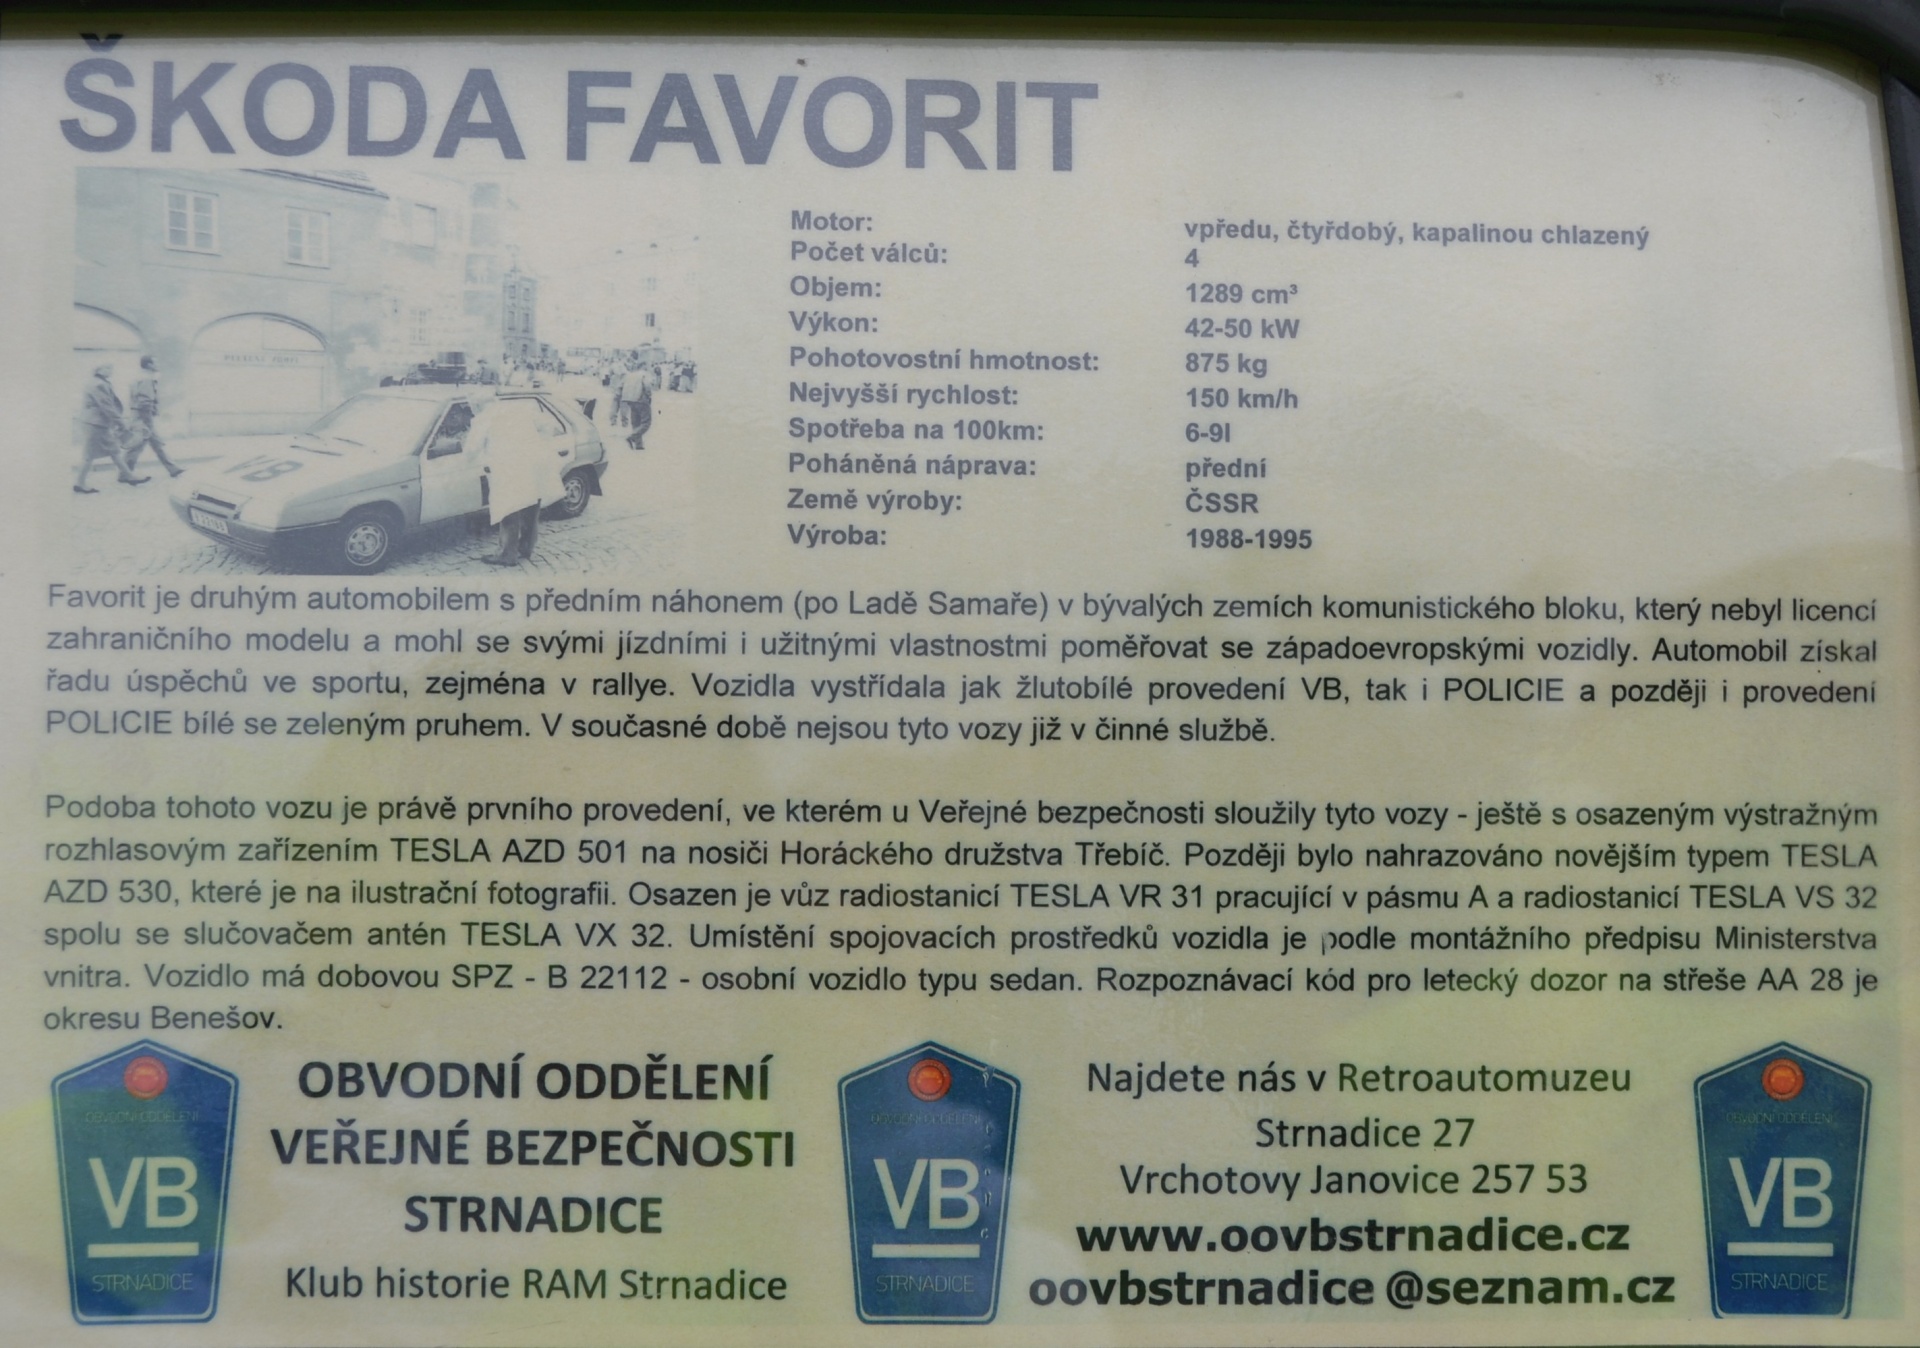 ŠKODA FAVORIT
Motor: vpředu, čtyřdobý, kapalinou chlazený
Počet válců: 4
Objem: 1289 cm³
Výkon: 42-50 kW
Pohotovostní hmotnost: 875 kg
Nejvyšší rychlost: 150 km/h
Spotřeba na 100km: 6-9l
Poháněná náprava: přední
Země výroby: ČSSR
Výroba: 1988-1995
VB
Favorit je druhým automobilem s předním náhonem (po Ladě Samaře) v bývalých zemích komunistického bloku, který nebyl licencí
zahraničního modelu a mohl se svými jízdními i užitnými vlastnostmi poměřovat se západoevropskými vozidly. Automobil získal
řadu úspěchů ve sportu, zejména v rallye. Vozidla vystřídala jak žlutobílé provedení VB, tak i POLICIE a později i provedení
POLICIE bílé se zeleným pruhem. V současné době nejsou tyto vozy již v činné službě.
Podoba tohoto vozu je právě prvního provedení, ve kterém u Veřejné bezpečnosti sloužily tyto vozy - ještě s osazeným výstražným
rozhlasovým zařízením TESLA AZD 501 na nosiči Horáckého družstva Třebíč. Později bylo nahrazováno novějším typem TESLA
AZD 530, které je na ilustrační fotografii. Osazen je vůz radiostanicí TESLA VR 31 pracující v pásmu A a radiostanicí TESLA VS 32
spolu se slučovačem antén TESLA VX 32. Umístění spojovacích prostředků vozidla je podle montážního předpisu Ministerstva
vnitra. Vozidlo má dobovou SPZ - B 22112 - osobní vozidlo typu sedan. Rozpoznávací kód pro letecký dozor na střeše AA 28 je
okresu Benešov.
OBVODNÍ ODDĚLENÍ
VB
STRNADICE
OBVODNÍ ODDĚLENÍ
VEŘEJNÉ BEZPEČNOSTI
STRNADICE
Klub historie RAM Strnadice
OBVODNÍ ODDĚLENÍ
VB
STRNADICE
Najdete nás v Retroautomuzeu
Strnadice 27
Vrchotovy Janovice 257 53
www.oovbstrnadice.cz
oovbstrnadice @seznam.cz
OBVODNÍ ODDĚLENÍ
VB
STRNADICE